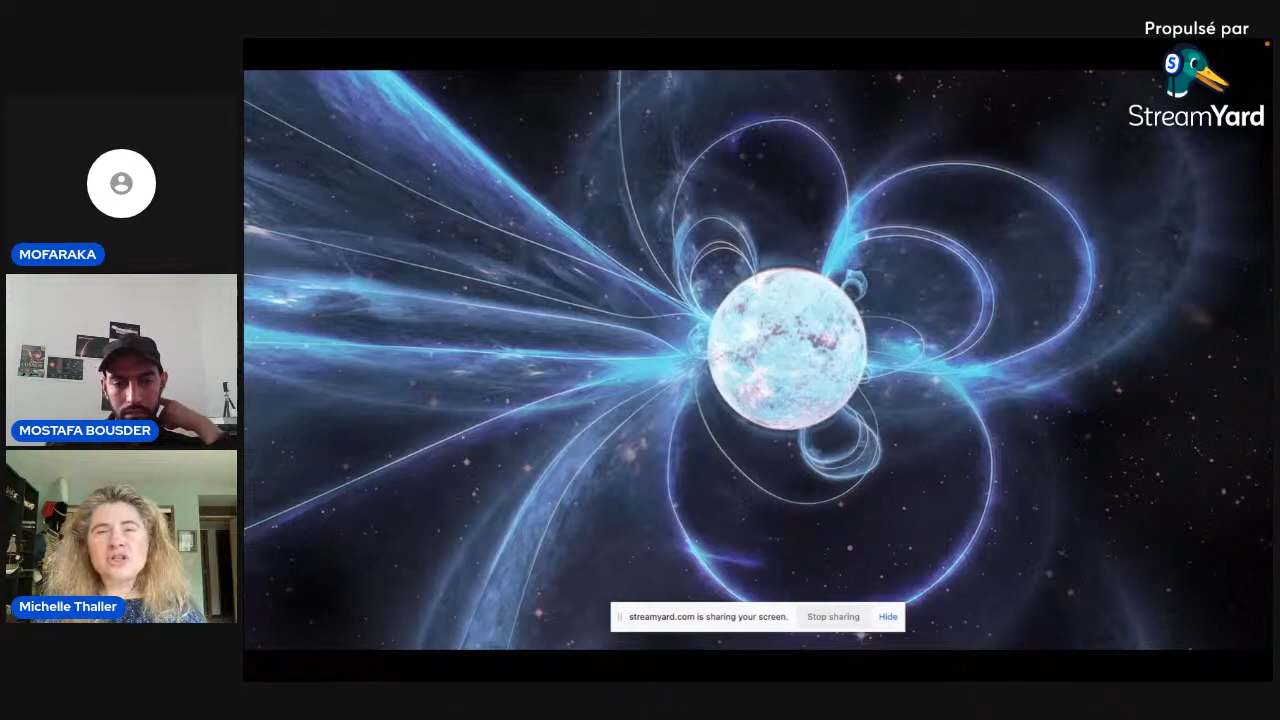 Propulsé par
StreamYard
MOFARAKA
MOSTAFA BOUSDER
Michelle Thaller
streamyard.com is sharing your screen. Stop sharing Hide